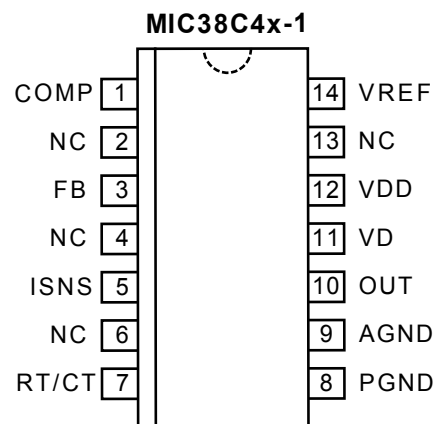 MIC38C4x-1
COMP 1 14 VREF
NC 2 13 NC
FB 3 12 VDD
NC 4 11 VD
ISNS 5 10 OUT
NC 6 9 AGND
RT/CT 7 8 PGND